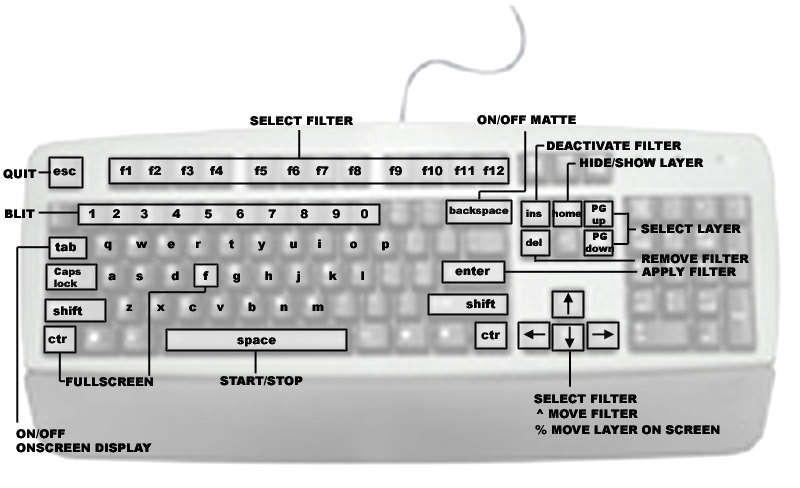 SELECT FILTER
ON/OFF MATTE
DEACTIVATE FILTER
HIDE/SHOW LAYER
QUIT
esc
f1 f2 f3 f4 f5 f6 f7 f8 f9 f10 f11 f12
BLIT
1 2 3 4 5 6 7 8 9 0
backspace
ins
home
PG
up
SELECT LAYER
tab
q w e r t y u i o p
del
PG
down
REMOVE FILTER
Caps
lock
a s d f g h j k l
enter
APPLY FILTER
shift
z x c v b n m
shift
ctr
space
ctr
FULLSCREEN
START/STOP
SELECT FILTER
^ MOVE FILTER
% MOVE LAYER ON SCREEN
ON/OFF
ONSCREEN DISPLAY